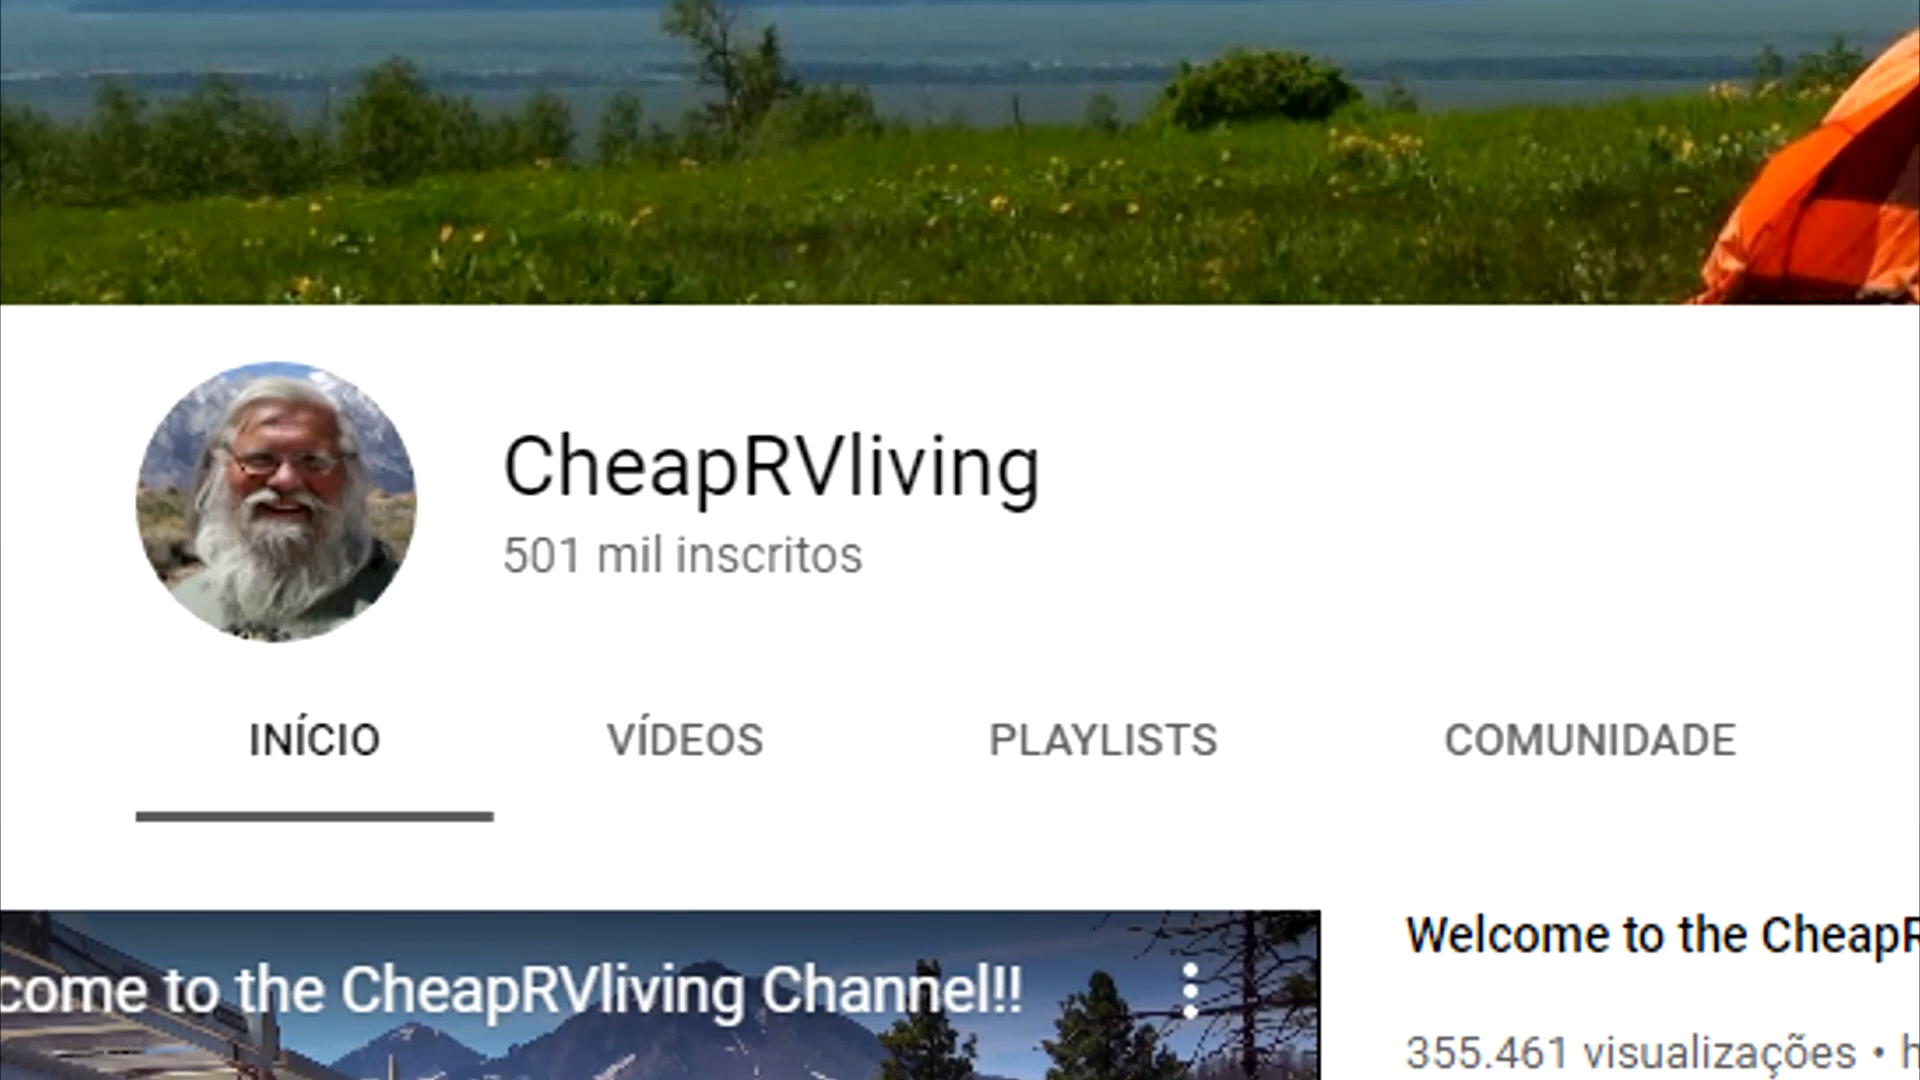 CheapRVliving
501 mil inscritos
INÍCIO VÍDEOS PLAYLISTS COMUNIDADE
come to the CheapRVliving Channel!!
Welcome to the CheapR
355.461 visualizações • h